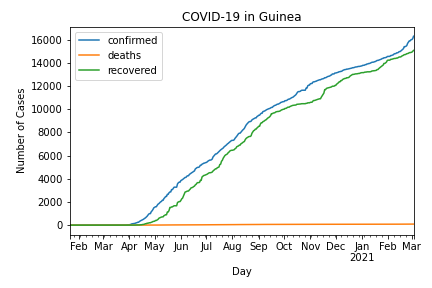 COVID-19 in Guinea
confirmed
deaths
recovered
Number of Cases
16000
14000
12000
10000
8000
6000
4000
2000
0
Feb Mar Apr May Jun Jul Aug Sep Oct Nov Dec Jan Feb Mar
2021
Day